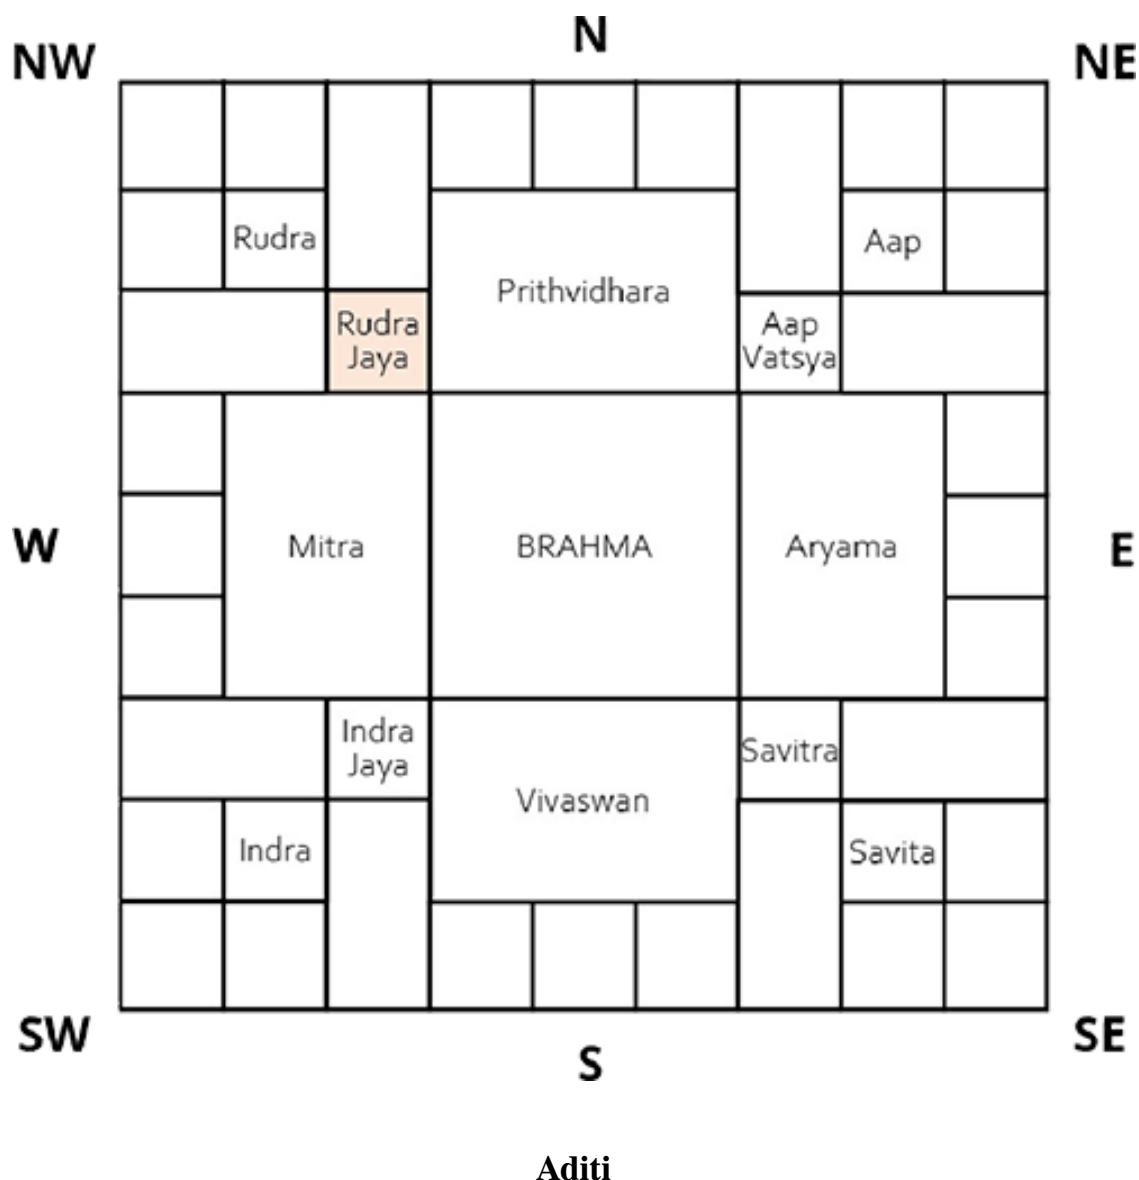 N
NW
NE
Rudra
Aap
Prithvidhara
Rudra
Jaya
Aap
Vatsya
W
Mitra
BRAHMA
Aryama
E
Indra
Jaya
Savitra
Vivaswan
Indra
Savita
SW
SE
S
Aditi